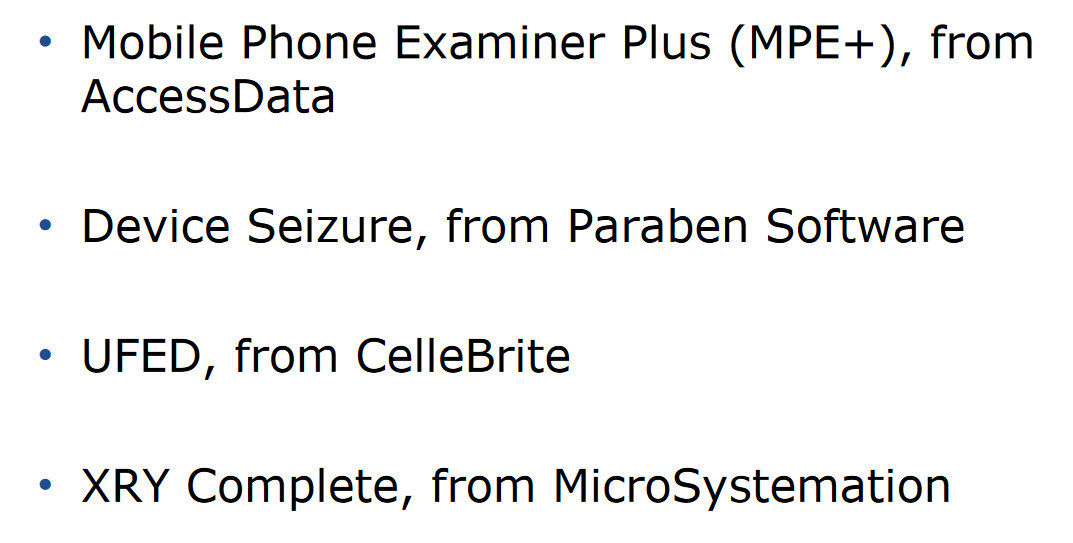 • Mobile Phone Examiner Plus (MPE+), from
AccessData
• Device Seizure, from Paraben Software
• UFED, from CelleBrite
• XRY Complete, from MicroSystemation